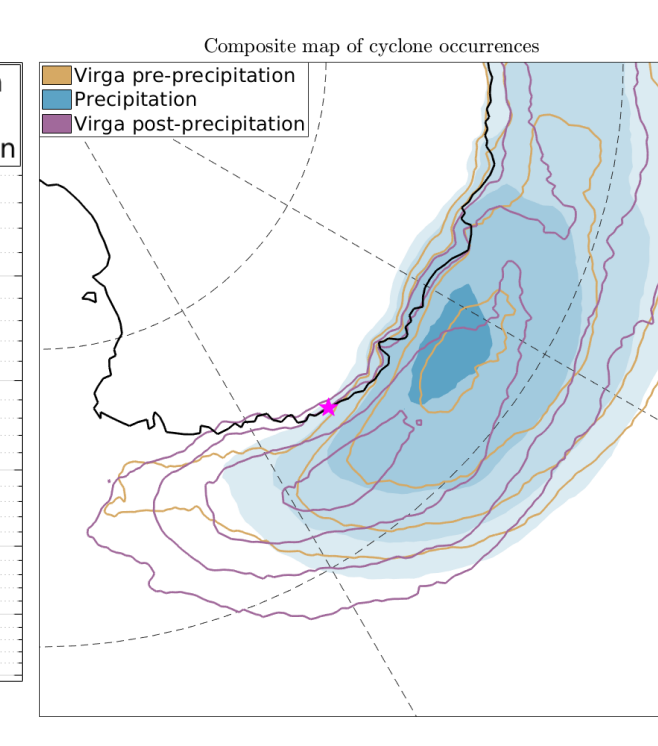 Composite map of cyclone occurrences
Virga pre-precipitation
Precipitation
Virga post-precipitation
n